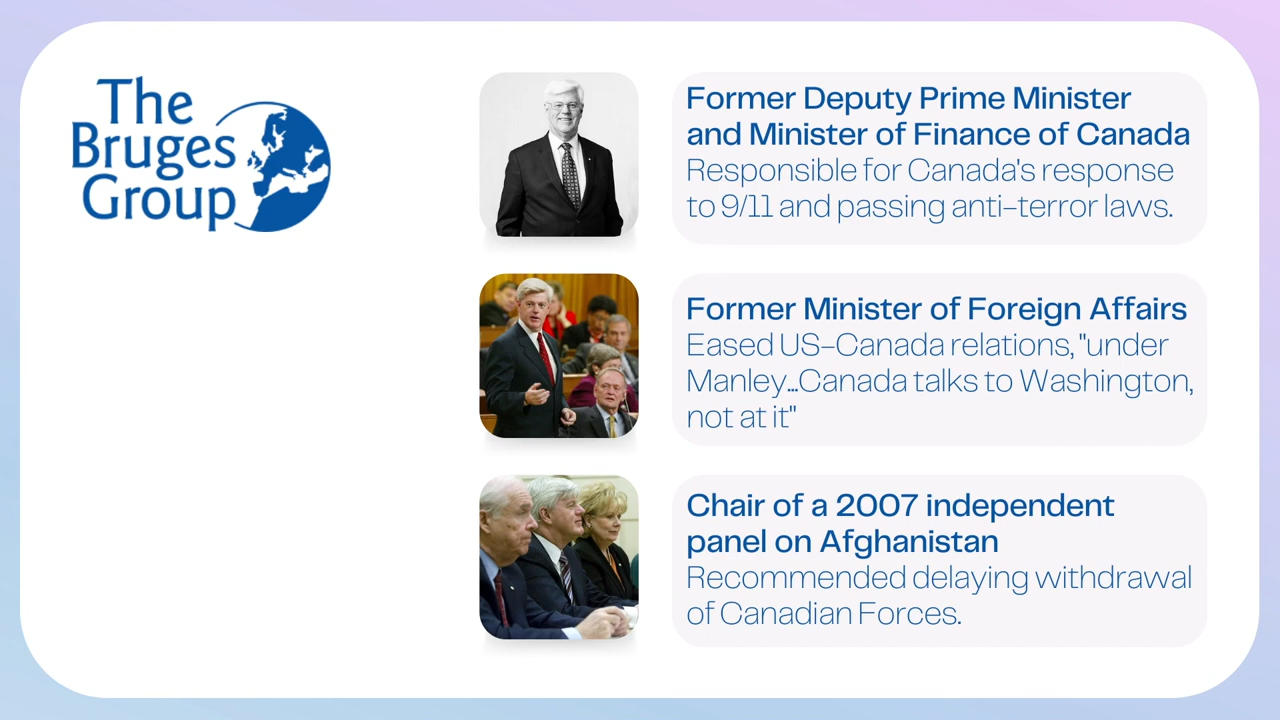 The
Bruges
Group
Former Deputy Prime Minister
and Minister of Finance of Canada
Responsible for Canada's response
to 9/11 and passing anti-terror laws.
Former Minister of Foreign Affairs
Eased US-Canada relations, "under
Manley...Canada talks to Washington,
not at it"
Chair of a 2007 independent
panel on Afghanistan
Recommended delaying withdrawal
of Canadian Forces.